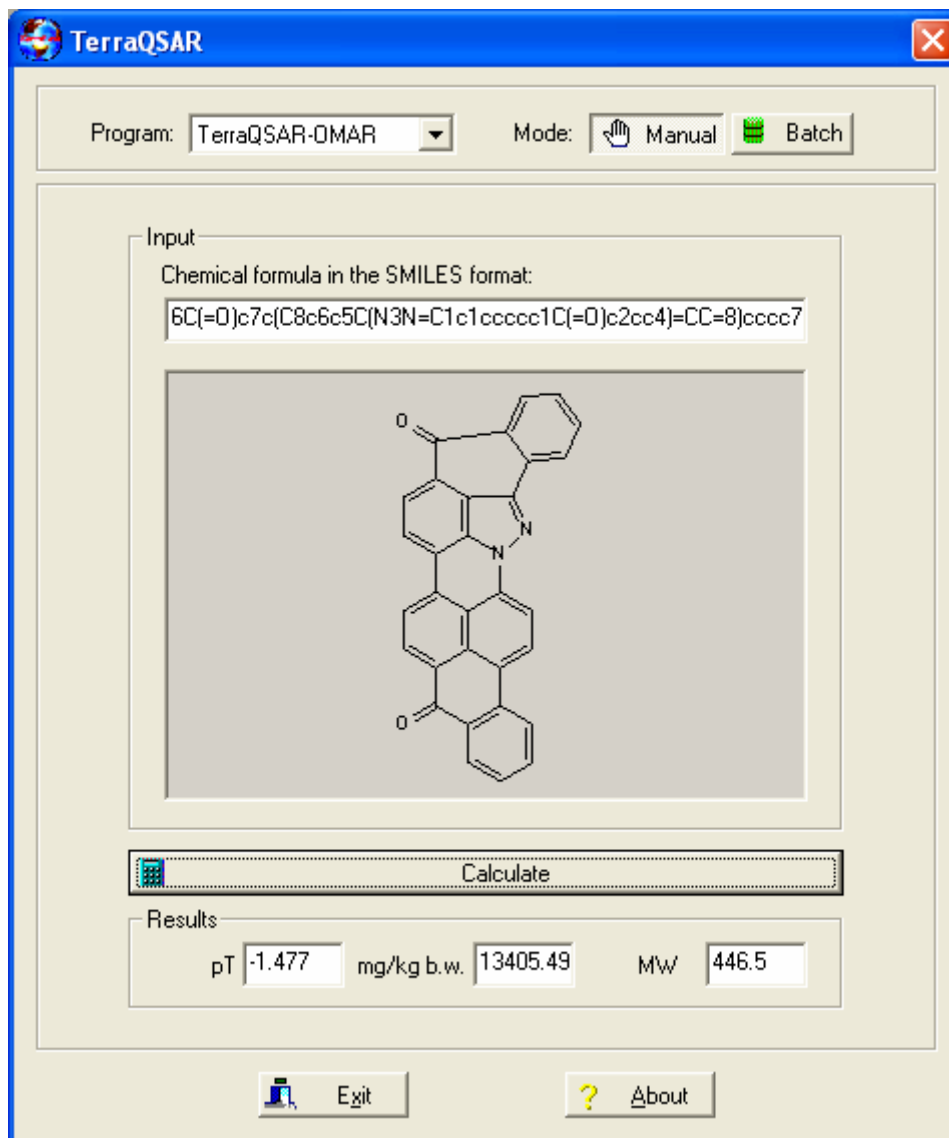 TerraQSAR
Program: TerraQSAR-OMAR Mode: Manual Batch
Input
Chemical formula in the SMILES format:
6C(=O)c7c(C8c6c5C(N3N=C1c1ccccc1C(=O)c2cc4)=CC=8)cccc7
O
N
N
O
Calculate
Results
pT -1.477 mg/kg b.w. 13405.49 MW 446.5
Exit About